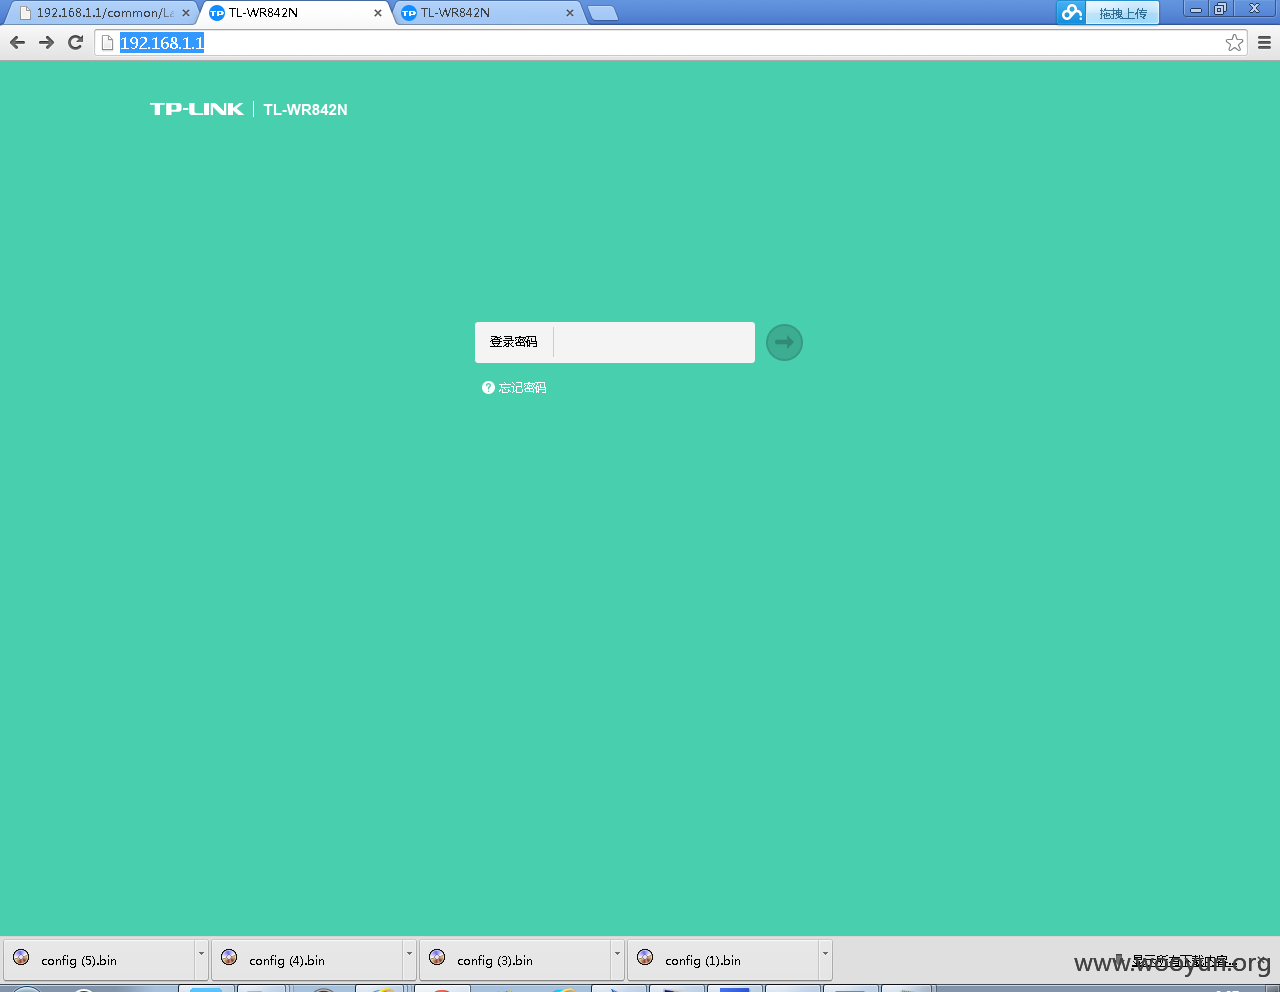 192.168.1.1/common/La
TL-WR842N
TL-WR842N
拖拽上传
192.168.1.1
TP-LINK TL-WR842N
登录密码
忘记密码
config (5).bin
config (4).bin
config (3).bin
config (1).bin
显示所有下载内容...
www.wooyun.org